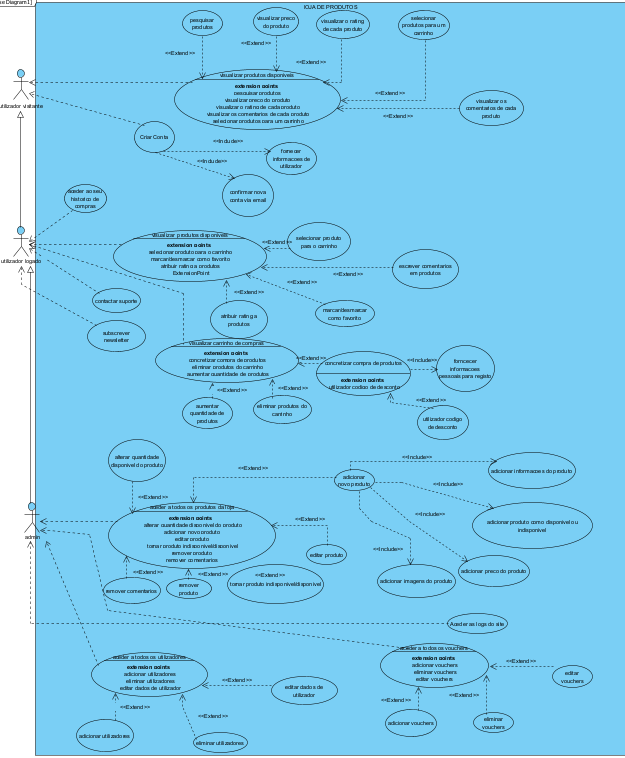 se Diagram1]
lOJA DE PRODUTOS
pesquisar
produtos
visualizar preco
do produto
visualizar o rating
de cada produto
selecionar
produtos para um
carrinho
<<Extend >>
<<Extend >>
<<Extend >>
<<Extend >>
<<Extend >>
visualizar produtos disponiveis
extension points
pesquisar produtos
visualizar preco do produto
visualizar o rating de cada produto
visualizar os comentarios de cada produto
selecionar produtos para um carrinho
visualizar os
comentarios de cada
produto
utilizador visitante
Criar Conta
<<Include>>
<<Include>>
fornecer
informacoes de
utilizador
confirmar nova
conta via email
aceder ao seu
historico de
compras
utilizador logado
visualizar produtos disponiveis
extension points
selecionar produto para o carrinho
marcar/desmarcar como favorito
atribuir rating a produtos
ExtensionPoint
<<Extend >>
selecionar produto
para o carrinho
<<Extend >>
escrever comentarios
em produtos
<<Extend >>
<<Extend >>
marcar/desmarcar
como favorito
contactar suporte
atribuir rating a
produtos
subscrever
newsletter
visualizar carrinho de compras
extension points
concretizar compra de produtos
eliminar produtos do carrinho
aumentar quantidade de produtos
<<Extend >>
concretizar compra de produtos
extension points
utilizador codigo de desconto
<<Include>>
fornecer
informacoes
pessoais para registo
<<Extend >>
<<Extend >>
<<Extend >>
aumentar
quantidade de
produtos
eliminar produtos do
carrinho
utilizador codigo
de desconto
alterar quantidade
disponivel do produto
<<Extend >>
<<Extend >>
adicionar
novo produto
<<Include>>
adicionar informacoes do produto
<<Include>>
admin
aceder a todos os produtos da loja
extension points
alterar quantidade disponivel do produto
adicionar novo produto
editar produto
tornar produto indisponivel/disponivel
remover produto
remover comentarios
<<Extend >>
editar produto
<<Include>>
adicionar produto como disponivel ou
indisponivel
<<Include>>
adicionar preco do produto
adicionar imagens do produto
<<Extend >>
<<Extend >>
<<Extend >>
remover comentarios
remover
produto
tornar produto indisponivel/disponivel
Aceder as logs do site
aceder a todos os utilizadores
extension points
adicionar utilizadores
eliminar utilizadores
editar dados de utilizador
<<Extend >>
editar dados de
utilizador
<<Extend >>
<<Extend >>
adicionar utilizadores
eliminar utilizadores
aceder a todos os vouchers
extension points
adicionar vouchers
eliminar vouchers
editar vouchers
<<Extend >>
editar
vouchers
<<Extend >>
<<Extend >>
adicionar vouchers
eliminar
vouchers